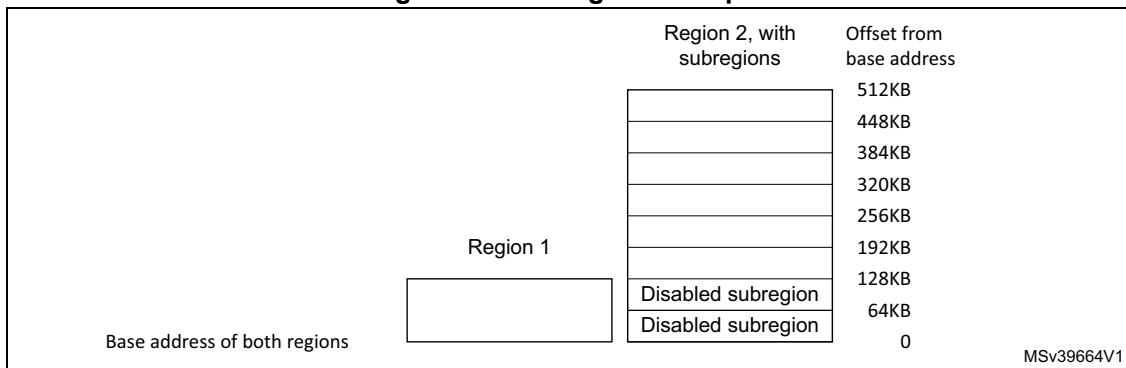 Region 2, with
subregions
Offset from
base address
512KB
448KB
384KB
320KB
256KB
Region 1
192KB
128KB
Disabled subregion
64KB
Disabled subregion
Base address of both regions
0
MSv39664V1